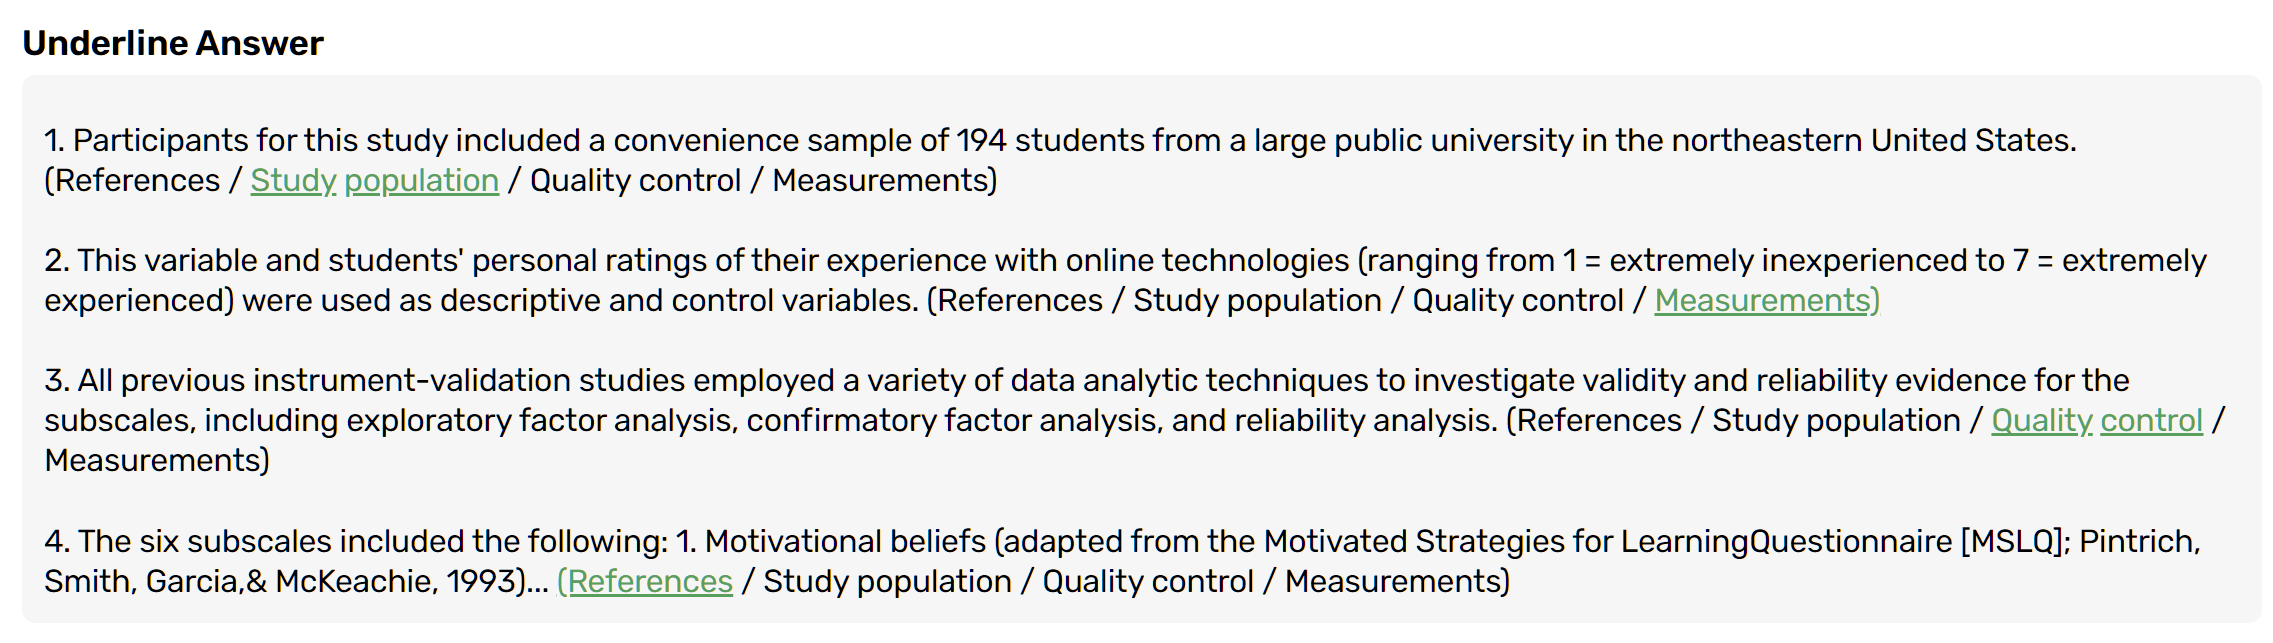 Underline Answer
1. Participants for this study included a convenience sample of 194 students from a large public university in the northeastern United States.
(References / Study population / Quality control / Measurements)
2. This variable and students' personal ratings of their experience with online technologies (ranging from 1 = extremely inexperienced to 7 = extremely
experienced) were used as descriptive and control variables. (References / Study population / Quality control / Measurements)
3. All previous instrument-validation studies employed a variety of data analytic techniques to investigate validity and reliability evidence for the
subscales, including exploratory factor analysis, confirmatory factor analysis, and reliability analysis. (References / Study population / Quality control /
Measurements)
4. The six subscales included the following: 1. Motivational beliefs (adapted from the Motivated Strategies for LearningQuestionnaire [MSLQ]; Pintrich,
Smith, Garcia,& McKeachie, 1993)... (References / Study population / Quality control / Measurements)